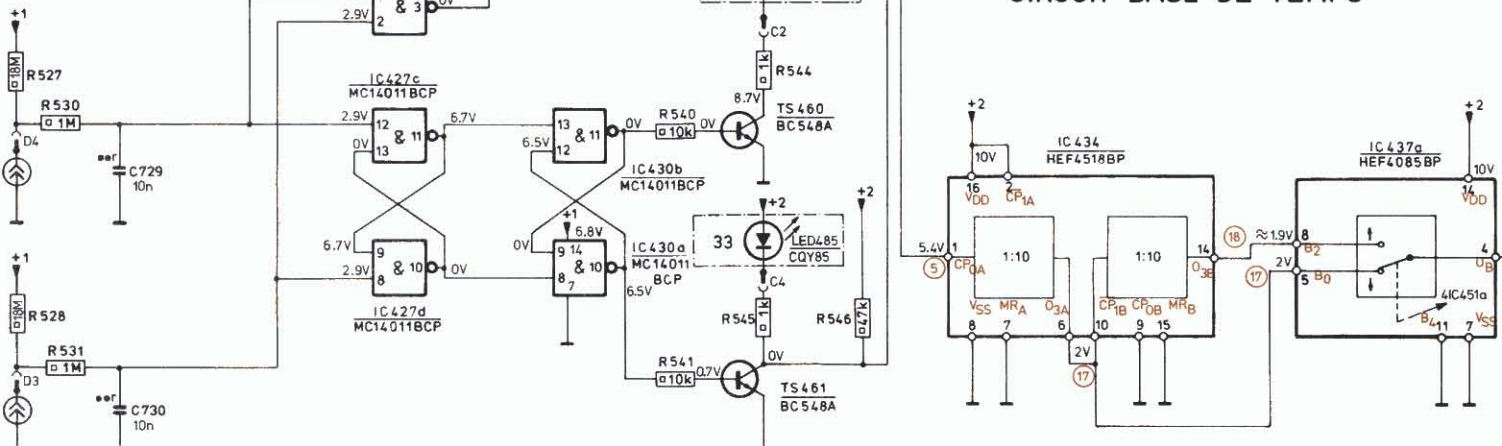 +1
2.9V
2
& 3
0V
R527
18M
R530
1M
D4
C729
10n
IC427c
MC14011BCP
2.9V
12
0V
13
& 11
6.7V
6.7V
9
2.9V
8
& 10
0V
IC427d
MC14011BCP
13
6.5V
12
& 11
0V
IC430b
MC14011BCP
+1
6.8V
0V
9
14
8
7
& 10
6.5V
IC430a
MC14011
BCP
R540
10k
0V
C2
1k
R544
8.7V
TS460
BC548A
+2
33
LED485
CQY85
C4
R545
1k
+2
R546
47k
R541
10k
0.7V
0V
TS461
BC548A
+1
R528
18M
R531
1M
D3
C730
10n
+2
10V
IC434
HEF4518BP
16
VDD
2
CP1A
5.4V
1
5
CP0A
1:10
1:10
14
O3B
VSS
MRA
O3A
CP1B
CP0B
MRB
8
7
6
10
9
15
2V
17
18
≈1.9V
17
2V
+2
10V
IC437a
HEF4085BP
14
VDD
8
B2
5
B0
4
OB
4IC451a
B4
11
7
VSS